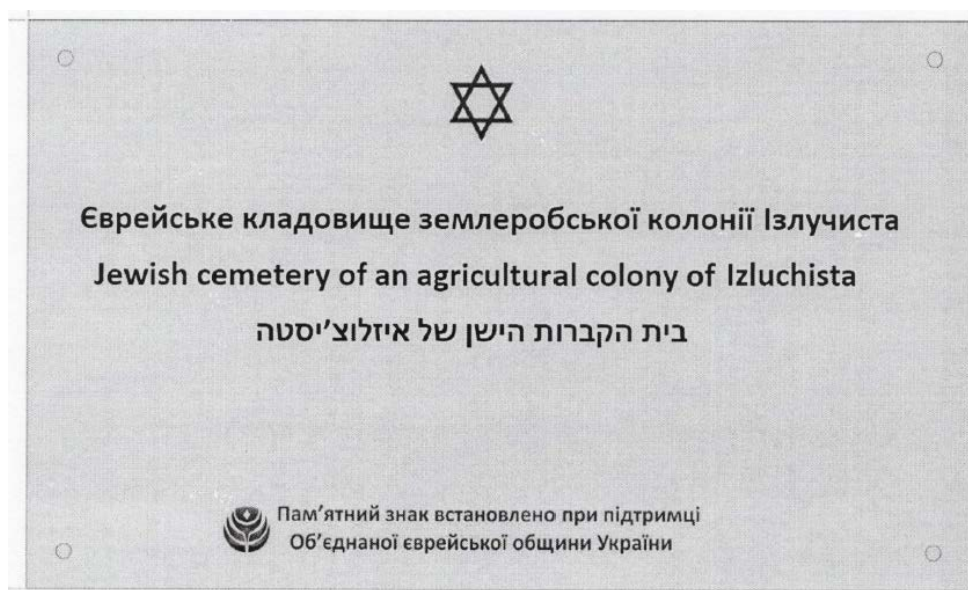 Єврейське кладовище землеробської колонії Ізлучиста
Jewish cemetery of an agricultural colony of Izluchista
בית הקברות הישן של איזלוצ'יסטה
Пам’ятний знак встановлено при підтримці
Об’єднаної єврейської общини України